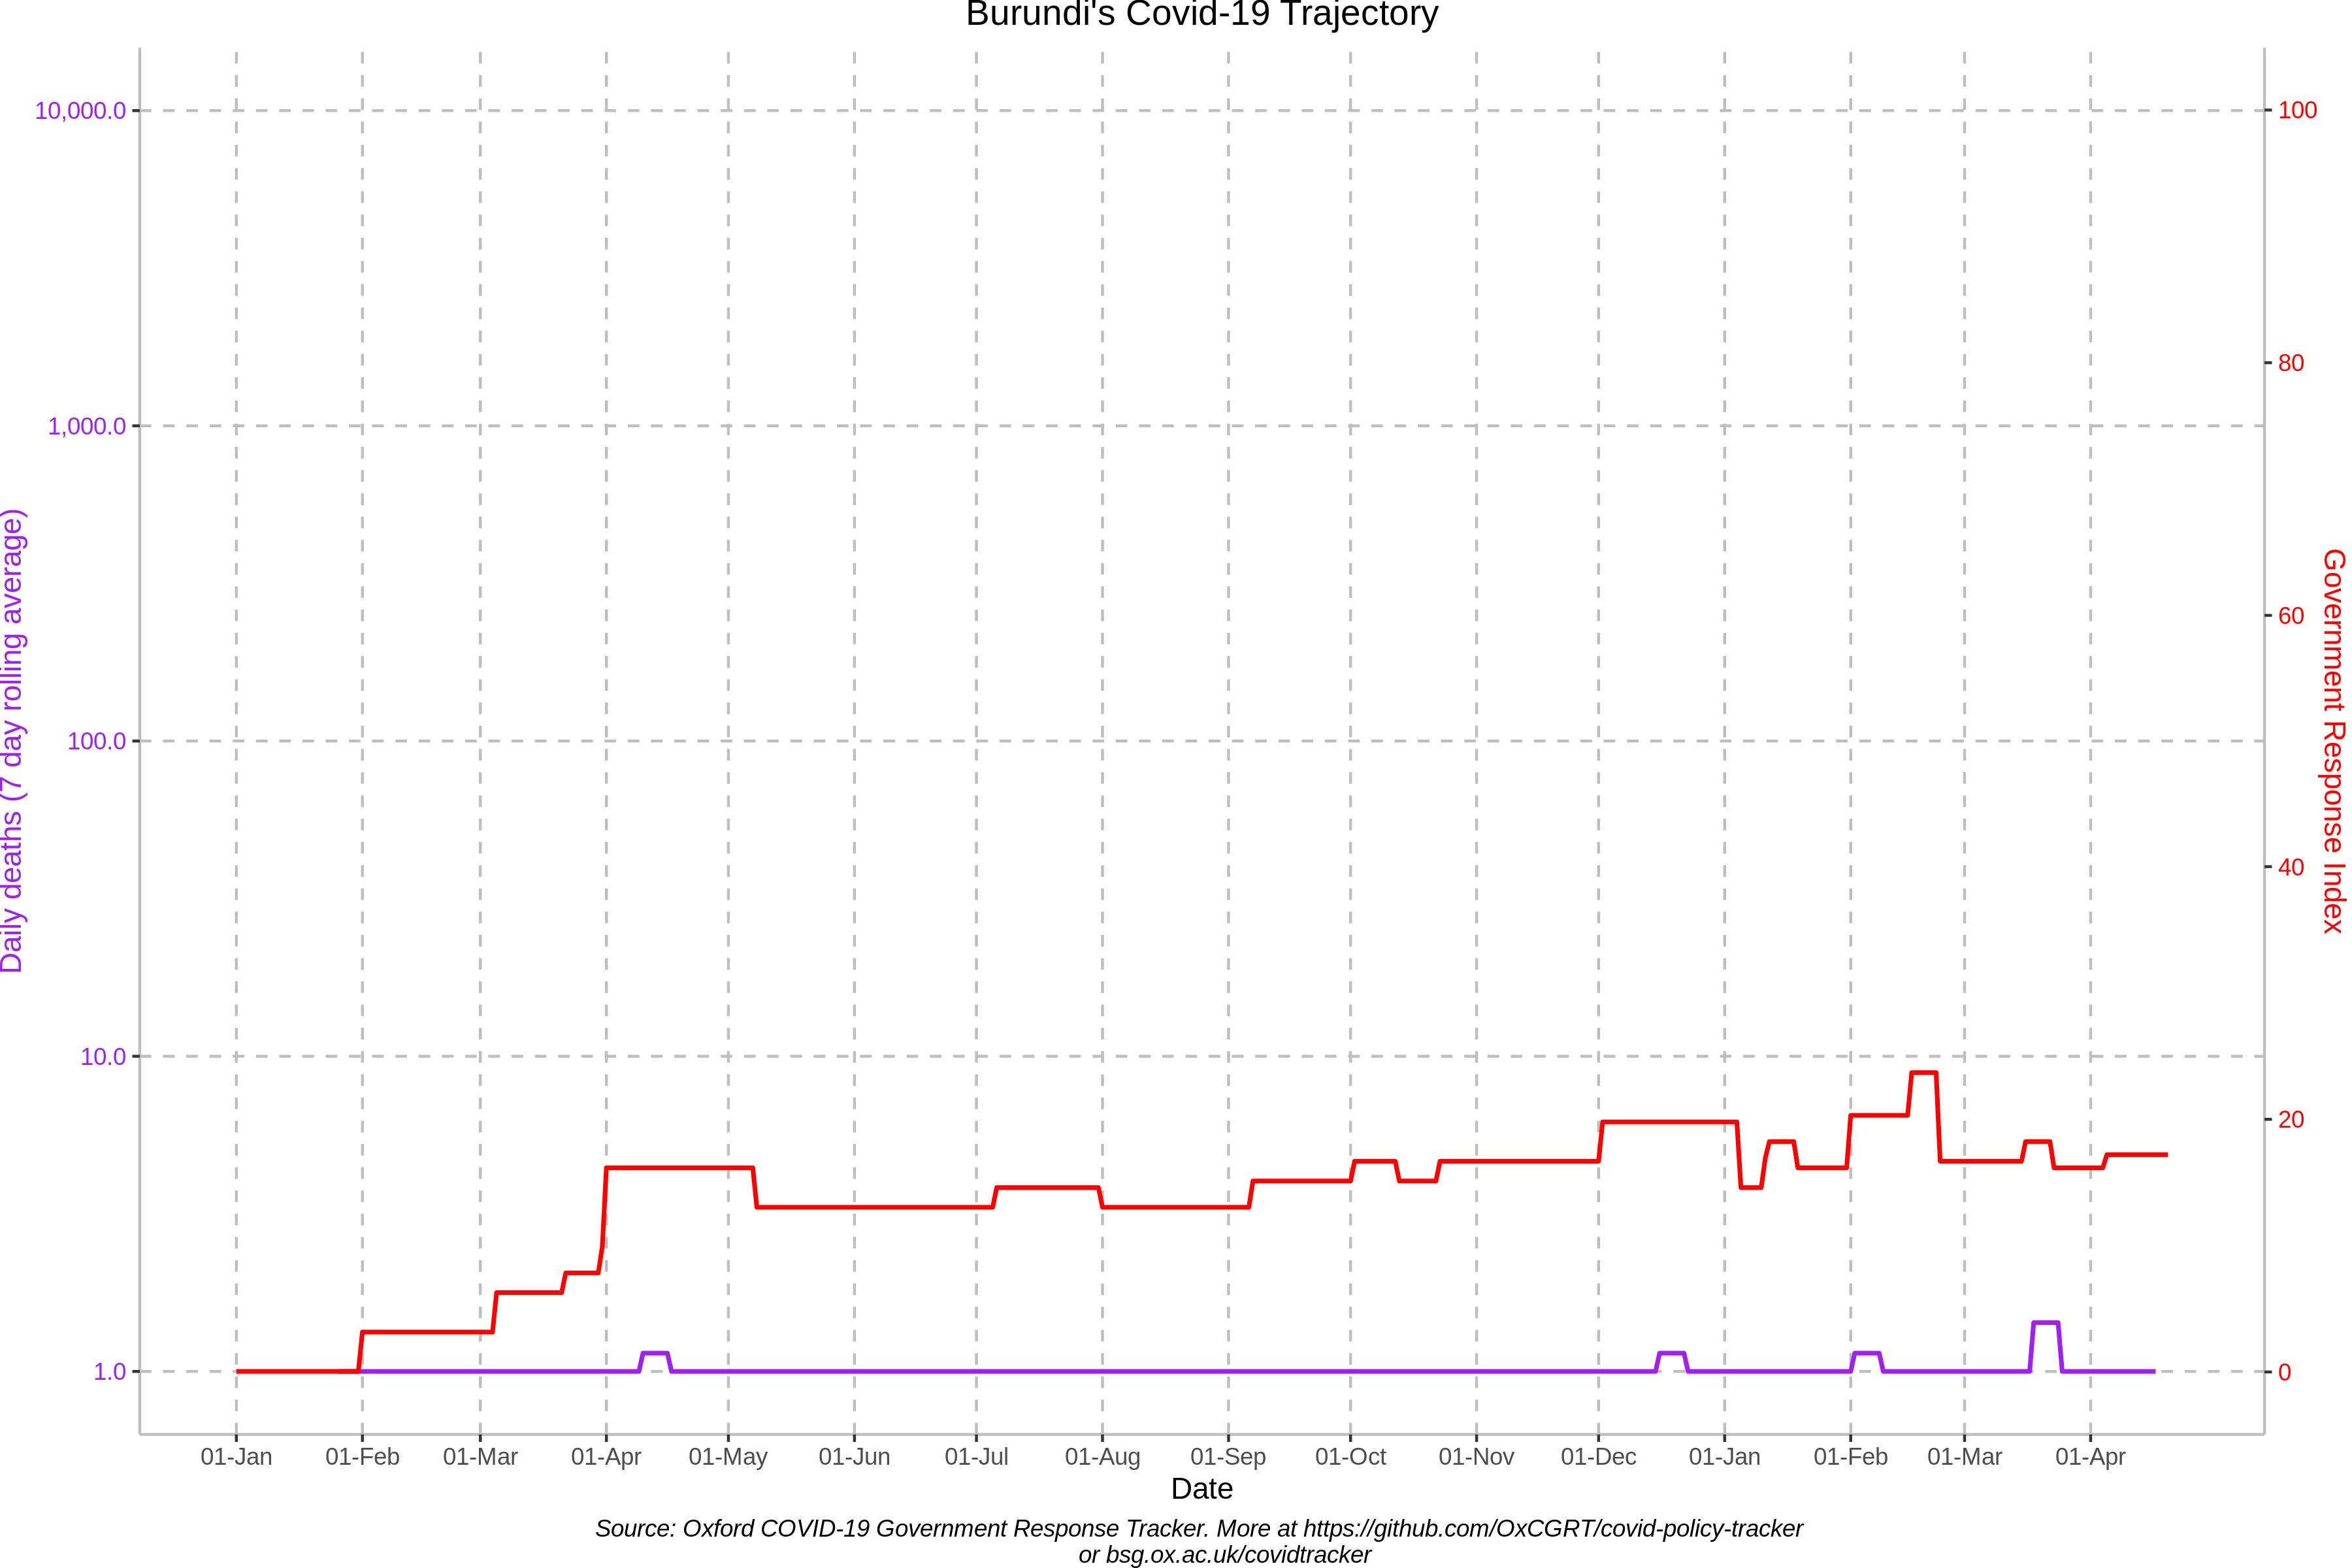 Burundi's Covid-19 Trajectory
10,000.0
1,000.0
100.0
10.0
1.0
Daily deaths (7 day rolling average)
100
80
60
40
20
0
Government Response Index
01-Jan 01-Feb 01-Mar 01-Apr 01-May 01-Jun 01-Jul 01-Aug 01-Sep 01-Oct 01-Nov 01-Dec 01-Jan 01-Feb 01-Mar 01-Apr
Date
Source: Oxford COVID-19 Government Response Tracker. More at https://github.com/OxCGRT/covid-policy-tracker
or bsg.ox.ac.uk/covidtracker